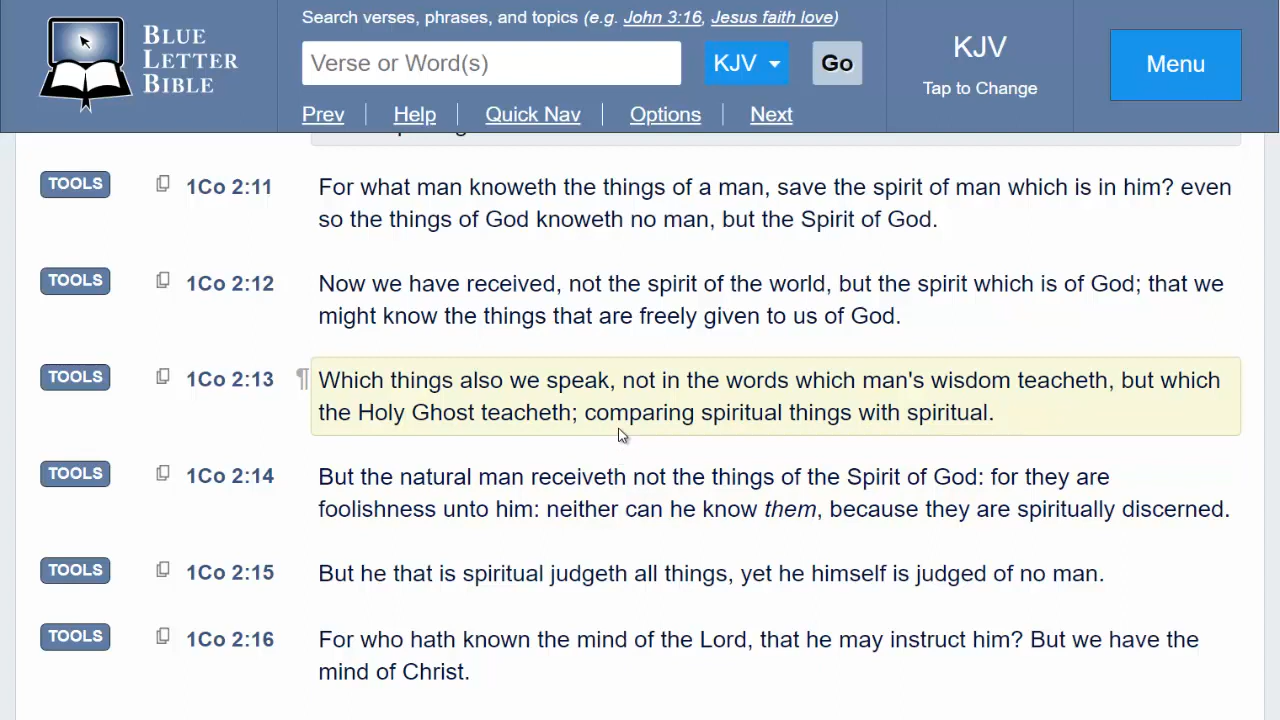 Search verses, phrases, and topics (e.g. John 3:16, Jesus faith love)
BLUE
LETTER
BIBLE
Verse or Word(s)
KJV
Go
KJV
Tap to Change
Menu
Prev
Help
Quick Nav
Options
Next
TOOLS 1Co 2:11 For what man knoweth the things of a man, save the spirit of man which is in him? even
so the things of God knoweth no man, but the Spirit of God.
TOOLS 1Co 2:12 Now we have received, not the spirit of the world, but the spirit which is of God; that we
might know the things that are freely given to us of God.
TOOLS 1Co 2:13 ¶ Which things also we speak, not in the words which man's wisdom teacheth, but which
the Holy Ghost teacheth; comparing spiritual things with spiritual.
TOOLS 1Co 2:14 But the natural man receiveth not the things of the Spirit of God: for they are
foolishness unto him: neither can he know them, because they are spiritually discerned.
TOOLS 1Co 2:15 But he that is spiritual judgeth all things, yet he himself is judged of no man.
TOOLS 1Co 2:16 For who hath known the mind of the Lord, that he may instruct him? But we have the
mind of Christ.